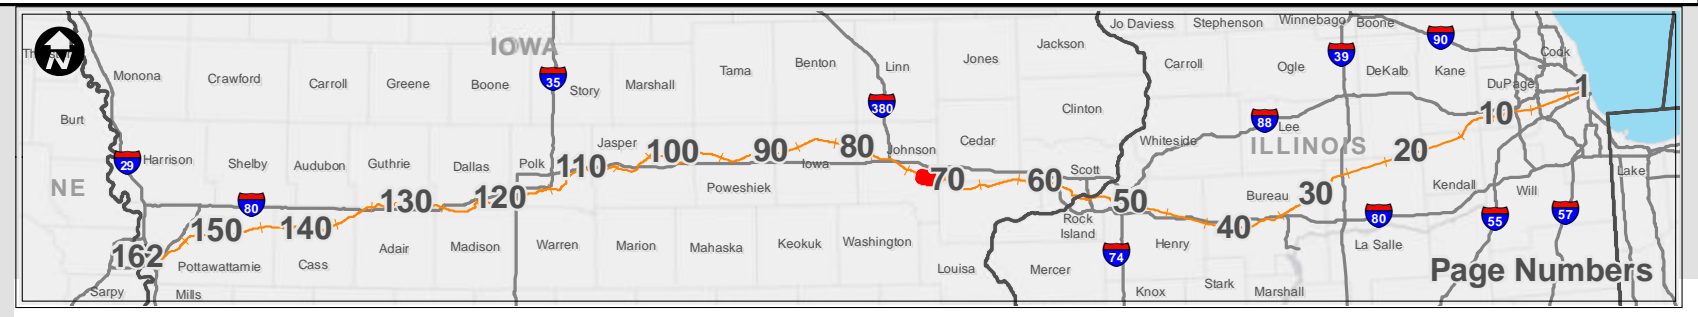 Jo Daviess Stephenson Winnebago Boone
IOWA
N
Th
Monona Crawford Carroll Greene Boone 35 Story Marshall Tama Benton Linn Jones Jackson Carroll Ogle 39 DeKalb Kane 90 Cook
DuPage 1
380 Clinton
Burt
Whiteside 88 Lee 10
ILLINOIS
29 Harrison Shelby Audubon Guthrie Dallas Polk 110 Jasper 100 90 Iowa 80 Johnson Cedar Scott 20
NE
80 130 120 Poweshiek 70 60 50 Bureau 30 Kendall Will Lake
162 150 140 Rock Island 40 80 55 57
Pottawattamie Cass Adair Madison Warren Marion Mahaska Keokuk Washington Louisa Mercer 74 Henry La Salle
Sarpy Mills Knox Stark Marshall
Page Numbers